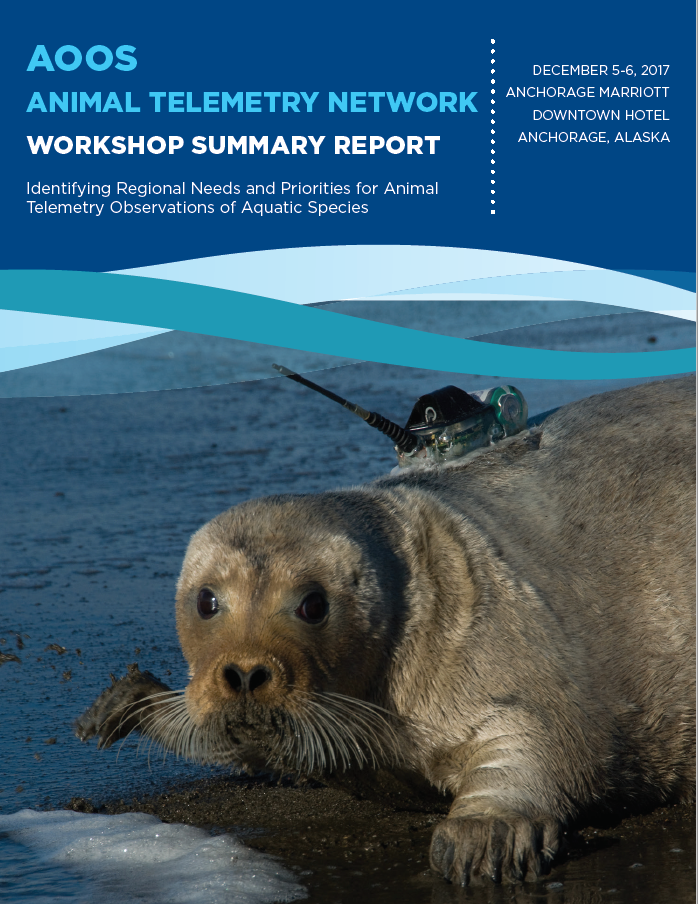 AOOS
ANIMAL TELEMETRY NETWORK
WORKSHOP SUMMARY REPORT
Identifying Regional Needs and Priorities for Animal
Telemetry Observations of Aquatic Species
DECEMBER 5-6, 2017
ANCHORAGE MARRIOTT
DOWNTOWN HOTEL
ANCHORAGE, ALASKA